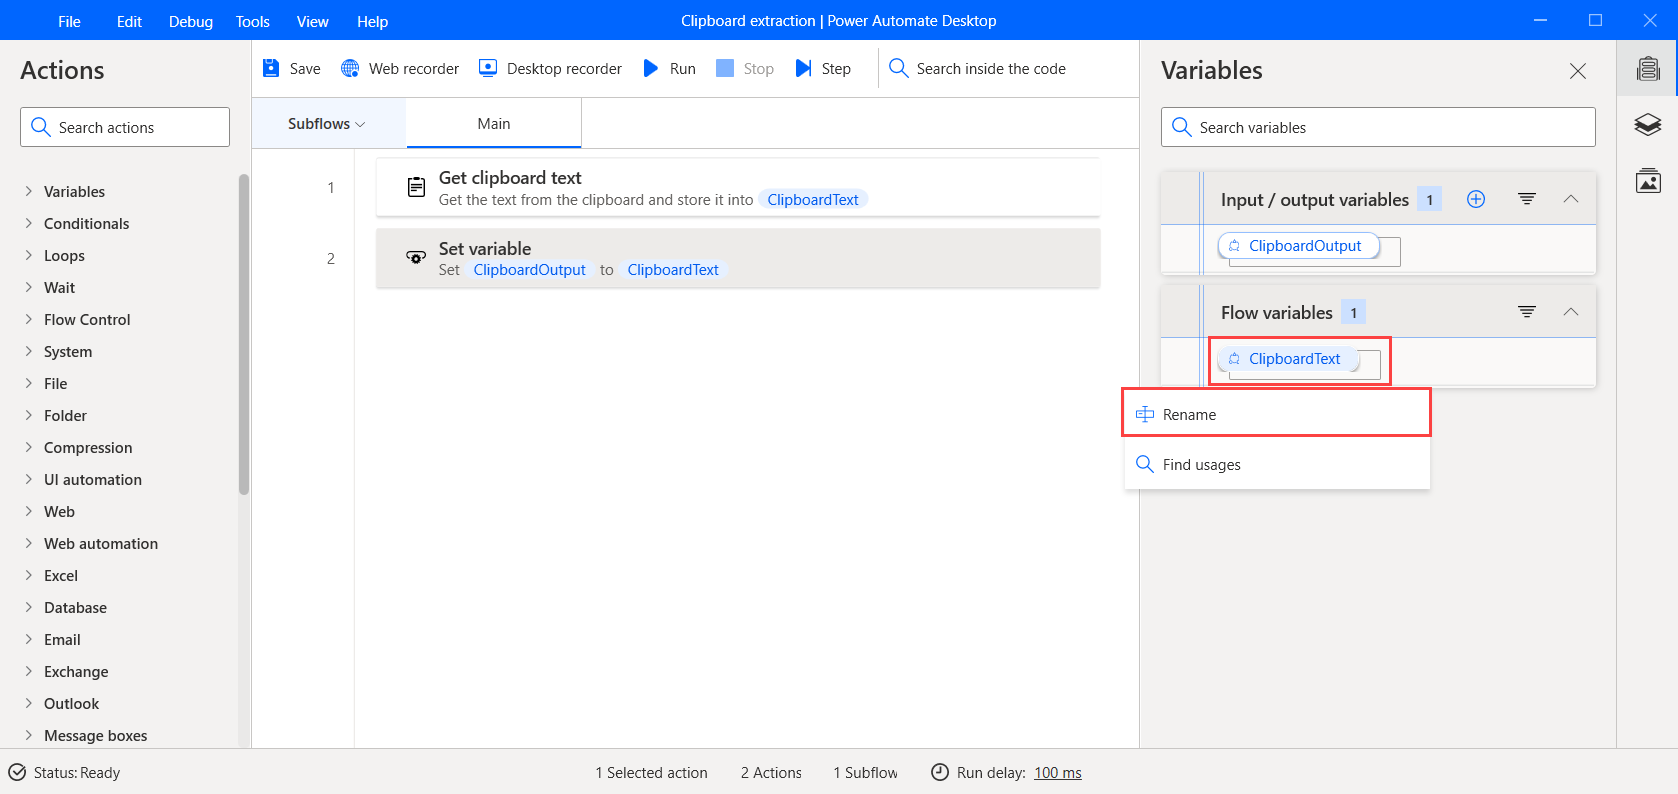 File Edit Debug Tools View Help Clipboard extraction | Power Automate Desktop
Actions
Search actions
Variables
Conditionals
Loops
Wait
Flow Control
System
File
Folder
Compression
UI automation
Web
Web automation
Excel
Database
Email
Exchange
Outlook
Message boxes
Save Web recorder Desktop recorder Run Stop Step Search inside the code
Subflows Main
1
Get clipboard text
Get the text from the clipboard and store it into ClipboardText
2
Set variable
Set ClipboardOutput to ClipboardText
Variables
Search variables
Input / output variables 1
ClipboardOutput
Flow variables 1
ClipboardText
Rename
Find usages
Status: Ready 1 Selected action 2 Actions 1 Subflow Run delay: 100 ms